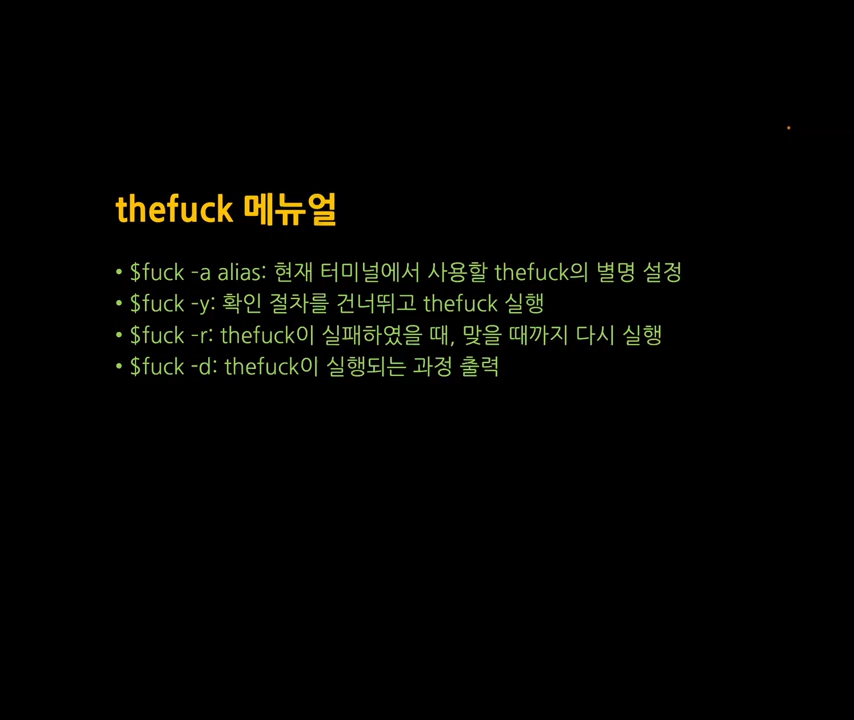 thefuck 메뉴얼
• $fuck -a alias: 현재 터미널에서 사용할 thefuck의 별명 설정
• $fuck -y: 확인 절차를 건너뛰고 thefuck 실행
• $fuck -r: thefuck이 실패하였을 때, 맞을 때까지 다시 실행
• $fuck -d: thefuck이 실행되는 과정 출력